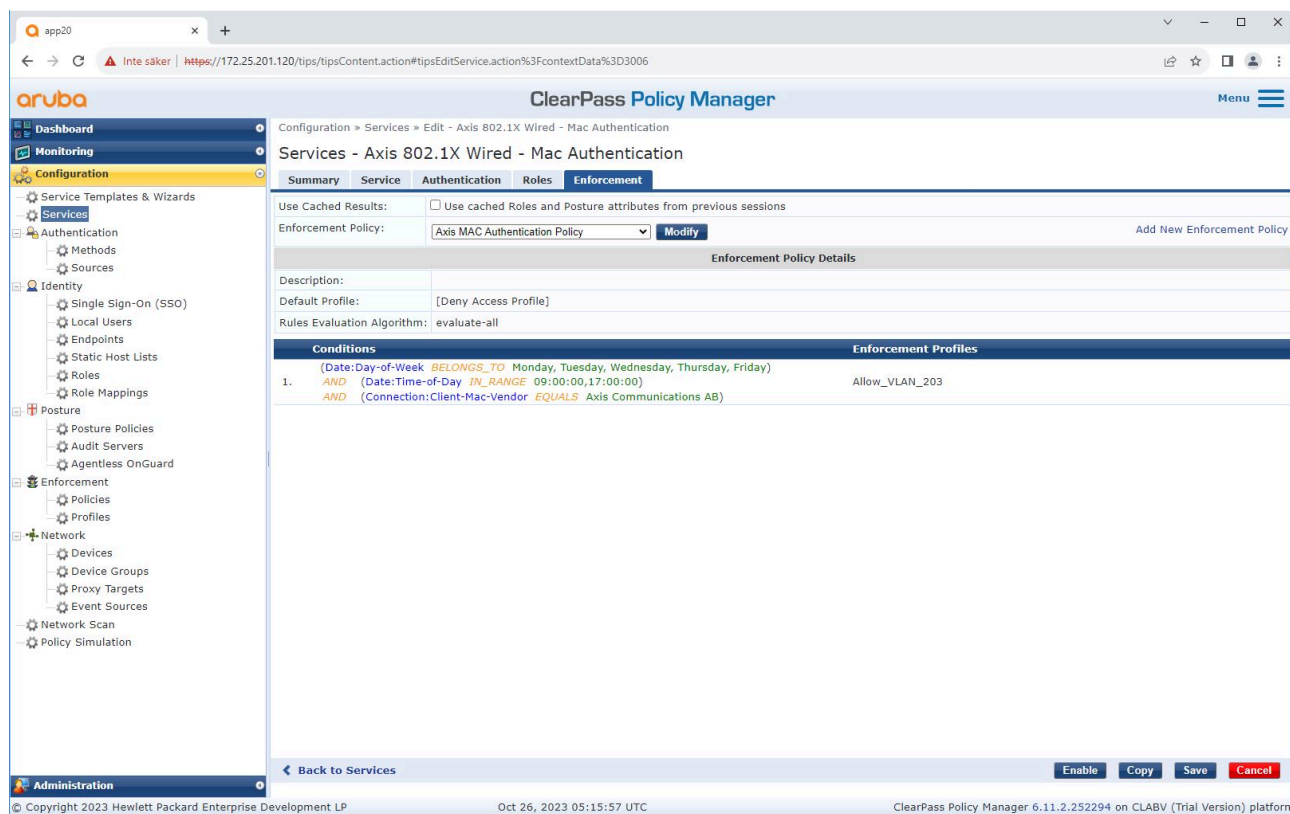 app20
Inte säker https://172.25.201.120/tips/tipsContent.action#tipsEditService.action%3FcontextData%3D3006
aruba
ClearPass Policy Manager
Menu
Dashboard
Monitoring
Configuration
Service Templates & Wizards
Services
Authentication
Methods
Sources
Identity
Single Sign-On (SSO)
Local Users
Endpoints
Static Host Lists
Roles
Role Mappings
Posture
Posture Policies
Audit Servers
Agentless OnGuard
Enforcement
Policies
Profiles
Network
Devices
Device Groups
Proxy Targets
Event Sources
Network Scan
Policy Simulation
Administration
Configuration » Services » Edit - Axis 802.1X Wired - Mac Authentication
Services - Axis 802.1X Wired - Mac Authentication
Summary Service Authentication Roles Enforcement
Use Cached Results: Use cached Roles and Posture attributes from previous sessions
Enforcement Policy: Axis MAC Authentication Policy Modify Add New Enforcement Policy
Enforcement Policy Details
Description:
Default Profile: [Deny Access Profile]
Rules Evaluation Algorithm: evaluate-all
Conditions Enforcement Profiles
(Date:Day-of-Week BELONGS_TO Monday, Tuesday, Wednesday, Thursday, Friday)
1. AND (Date:Time-of-Day IN_RANGE 09:00:00,17:00:00) Allow_VLAN_203
AND (Connection:Client-Mac-Vendor EQUALS Axis Communications AB)
Back to Services Enable Copy Save Cancel
© Copyright 2023 Hewlett Packard Enterprise Development LP Oct 26, 2023 05:15:57 UTC ClearPass Policy Manager 6.11.2.252294 on CLABV (Trial Version) platform